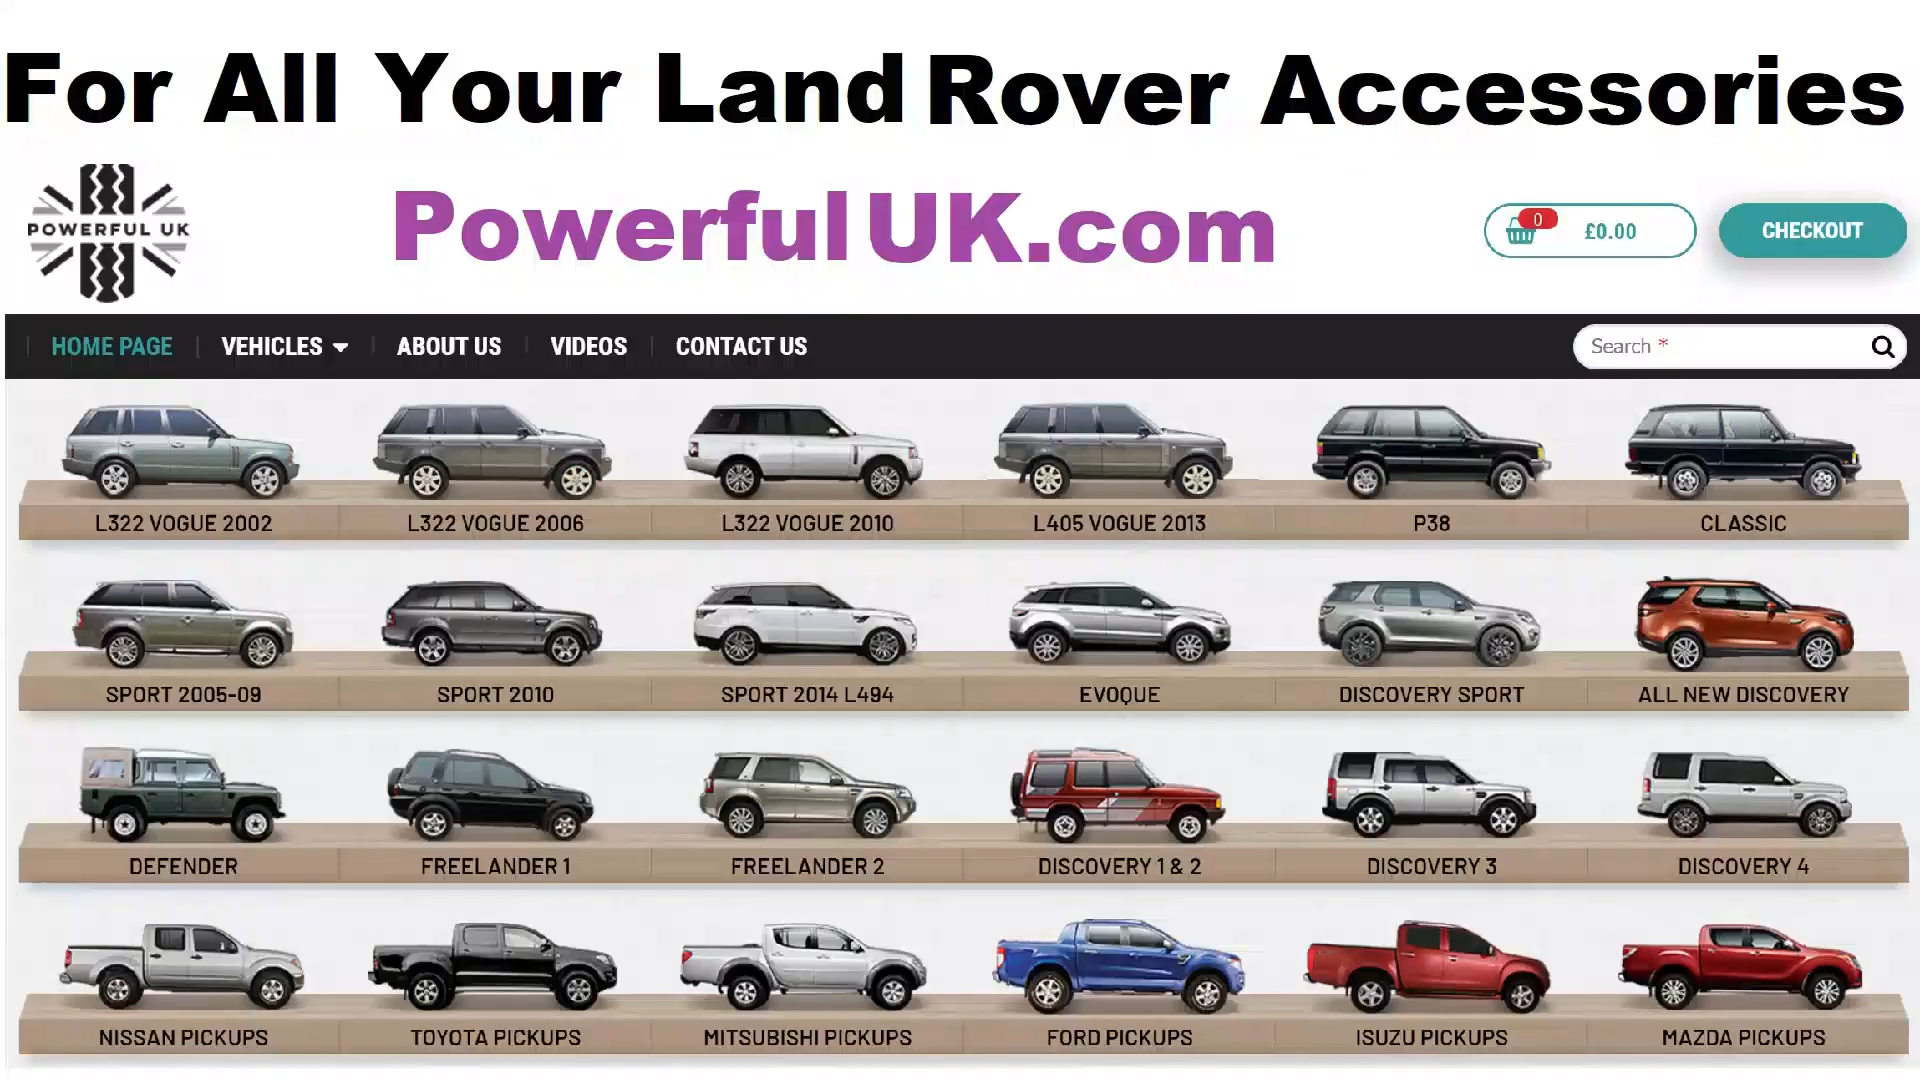 For All Your Land Rover Accessories
POWERFUL UK
PowerfulUK.com
0
£0.00
CHECKOUT
HOME PAGE VEHICLES ABOUT US VIDEOS CONTACT US
Search *
L322 VOGUE 2002 L322 VOGUE 2006 L322 VOGUE 2010 L405 VOGUE 2013 P38 CLASSIC
SPORT 2005-09 SPORT 2010 SPORT 2014 L494 EVOQUE DISCOVERY SPORT ALL NEW DISCOVERY
DEFENDER FREELANDER 1 FREELANDER 2 DISCOVERY 1 & 2 DISCOVERY 3 DISCOVERY 4
NISSAN PICKUPS TOYOTA PICKUPS MITSUBISHI PICKUPS FORD PICKUPS ISUZU PICKUPS MAZDA PICKUPS